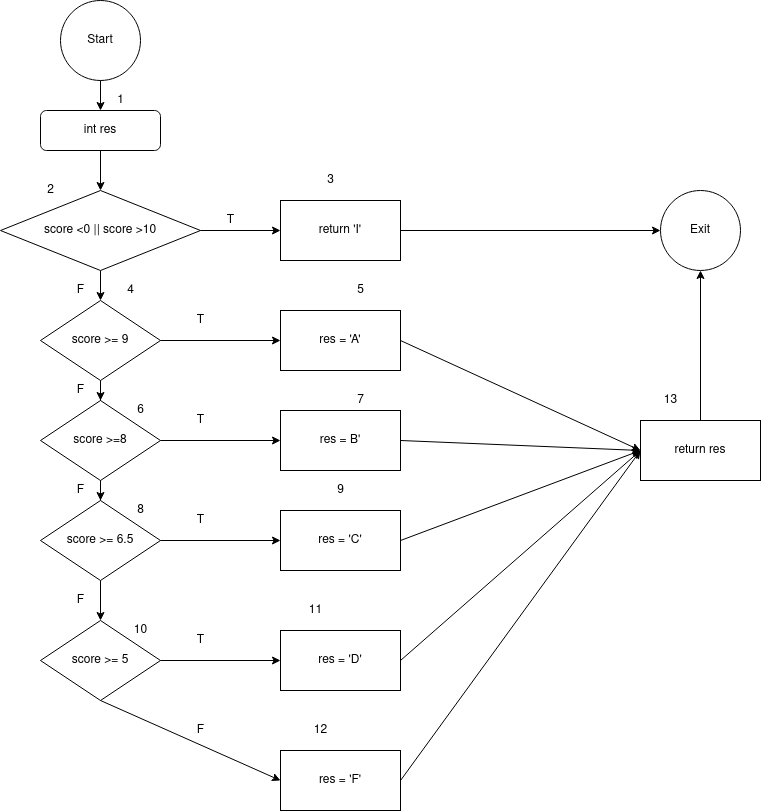 Start
1
int res
2
score <0 || score >10
T
3
return 'I'
Exit
F
4
score >= 9
T
5
res = 'A'
F
6
score >=8
T
7
res = B'
13
return res
F
8
score >= 6.5
T
9
res = 'C'
F
10
score >= 5
T
11
res = 'D'
F
12
res = 'F'